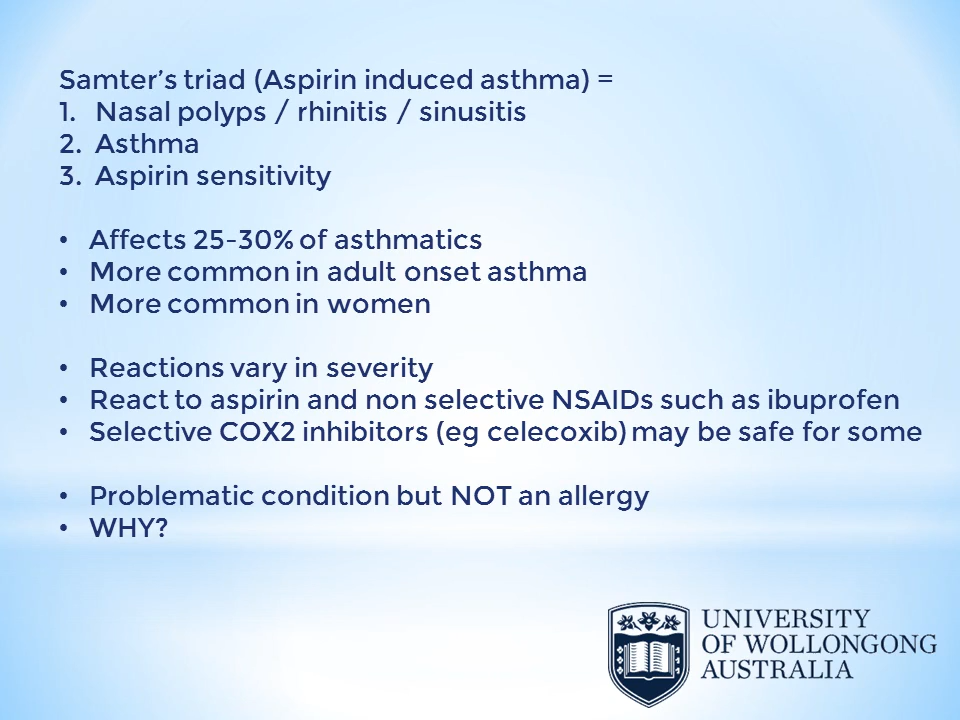 Samter’s triad (Aspirin induced asthma) =
1. Nasal polyps / rhinitis / sinusitis
2. Asthma
3. Aspirin sensitivity
• Affects 25-30% of asthmatics
• More common in adult onset asthma
• More common in women
• Reactions vary in severity
• React to aspirin and non selective NSAIDs such as ibuprofen
• Selective COX2 inhibitors (eg celecoxib) may be safe for some
• Problematic condition but NOT an allergy
• WHY?
UNIVERSITY
OF WOLLONGONG
AUSTRALIA